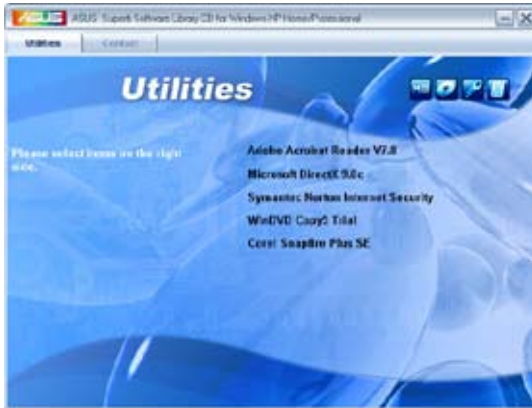 ASUS ASUS Superb Software Library CD for Windows XP Home/Professional
Utilities Contact
Utilities
Please select items on the right
side.
Adobe Acrobat Reader V7.0
Microsoft DirectX 9.0c
Symantec Norton Internet Security
WinDVD Copy5 Trial
Corel Snapfire Plus SE